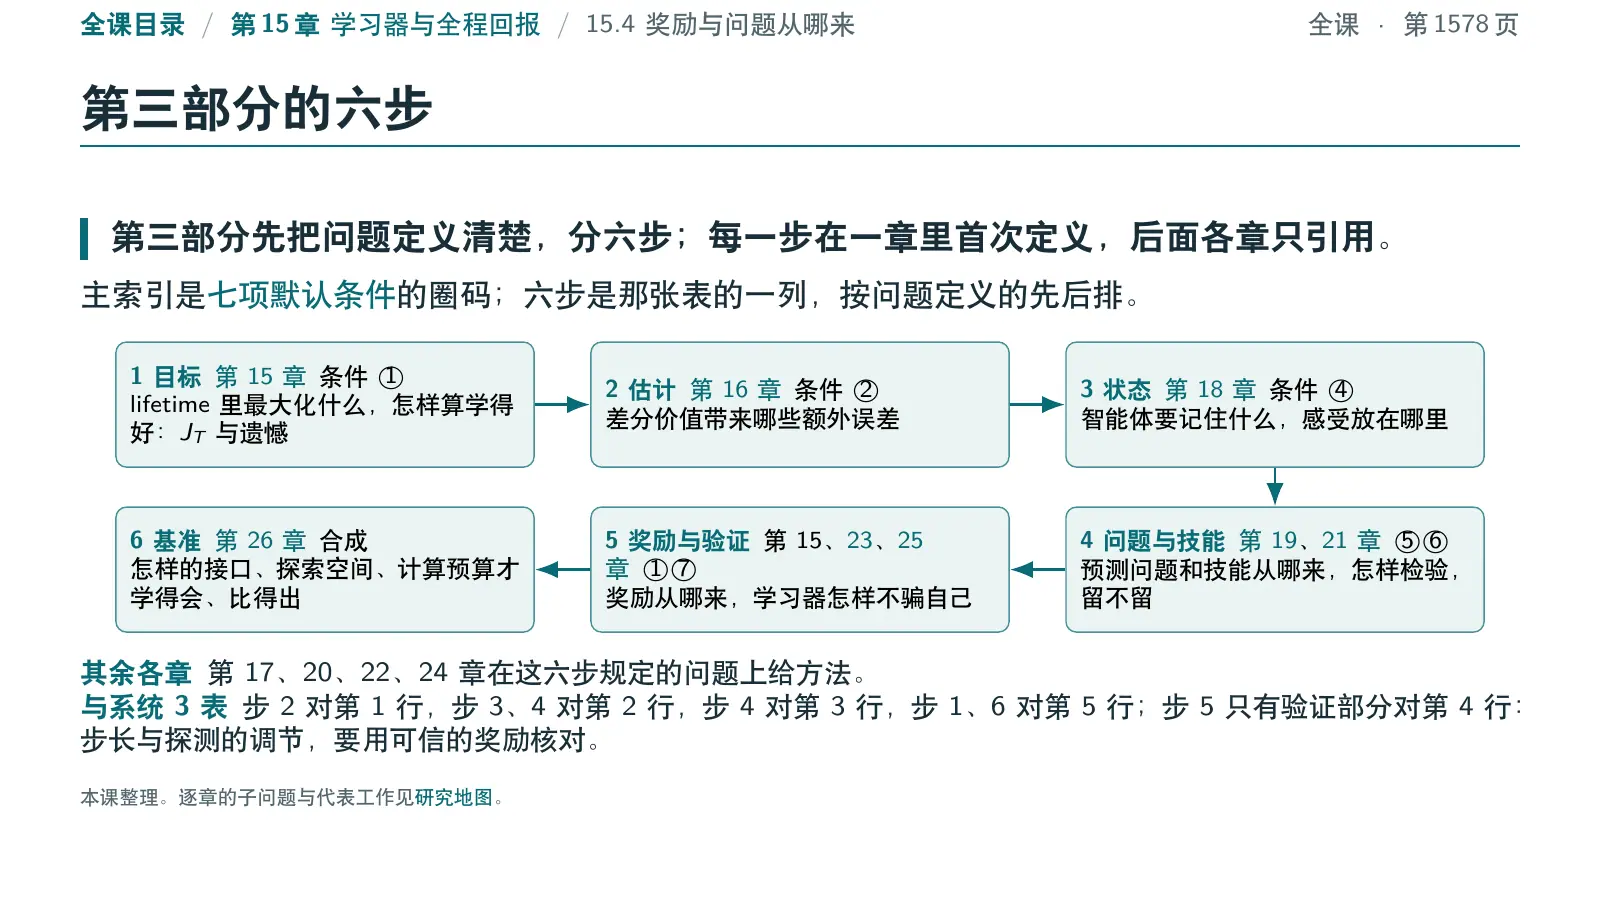 全课目录 / 第 15 章 学习器与全程回报 / 15.4 奖励与问题从哪来
全课 · 第 1578 页
第三部分的六步
第三部分先把问题定义清楚，分六步；每一步在一章里首次定义，后面各章只引用。
主索引是七项默认条件的圈码；六步是那张表的一列，按问题定义的先后排。
1 目标 第 15 章 条件 ①
lifetime 里最大化什么，怎样算学得
好：J_T 与遗憾
2 估计 第 16 章 条件 ②
差分价值带来哪些额外误差
3 状态 第 18 章 条件 ④
智能体要记住什么，感受放在哪里
4 问题与技能 第 19、21 章 ⑤⑥
预测问题和技能从哪来，怎样检验，
留不留
5 奖励与验证 第 15、23、25
章 ①⑦
奖励从哪来，学习器怎样不骗自己
6 基准 第 26 章 合成
怎样的接口、探索空间、计算预算才
学得会、比得出
其余各章 第 17、20、22、24 章在这六步规定的问题上给方法。
与系统 3 表 步 2 对第 1 行，步 3、4 对第 2 行，步 4 对第 3 行，步 1、6 对第 5 行；步 5 只有验证部分对第 4 行：
步长与探测的调节，要用可信的奖励核对。
本课整理。逐章的子问题与代表工作见研究地图。